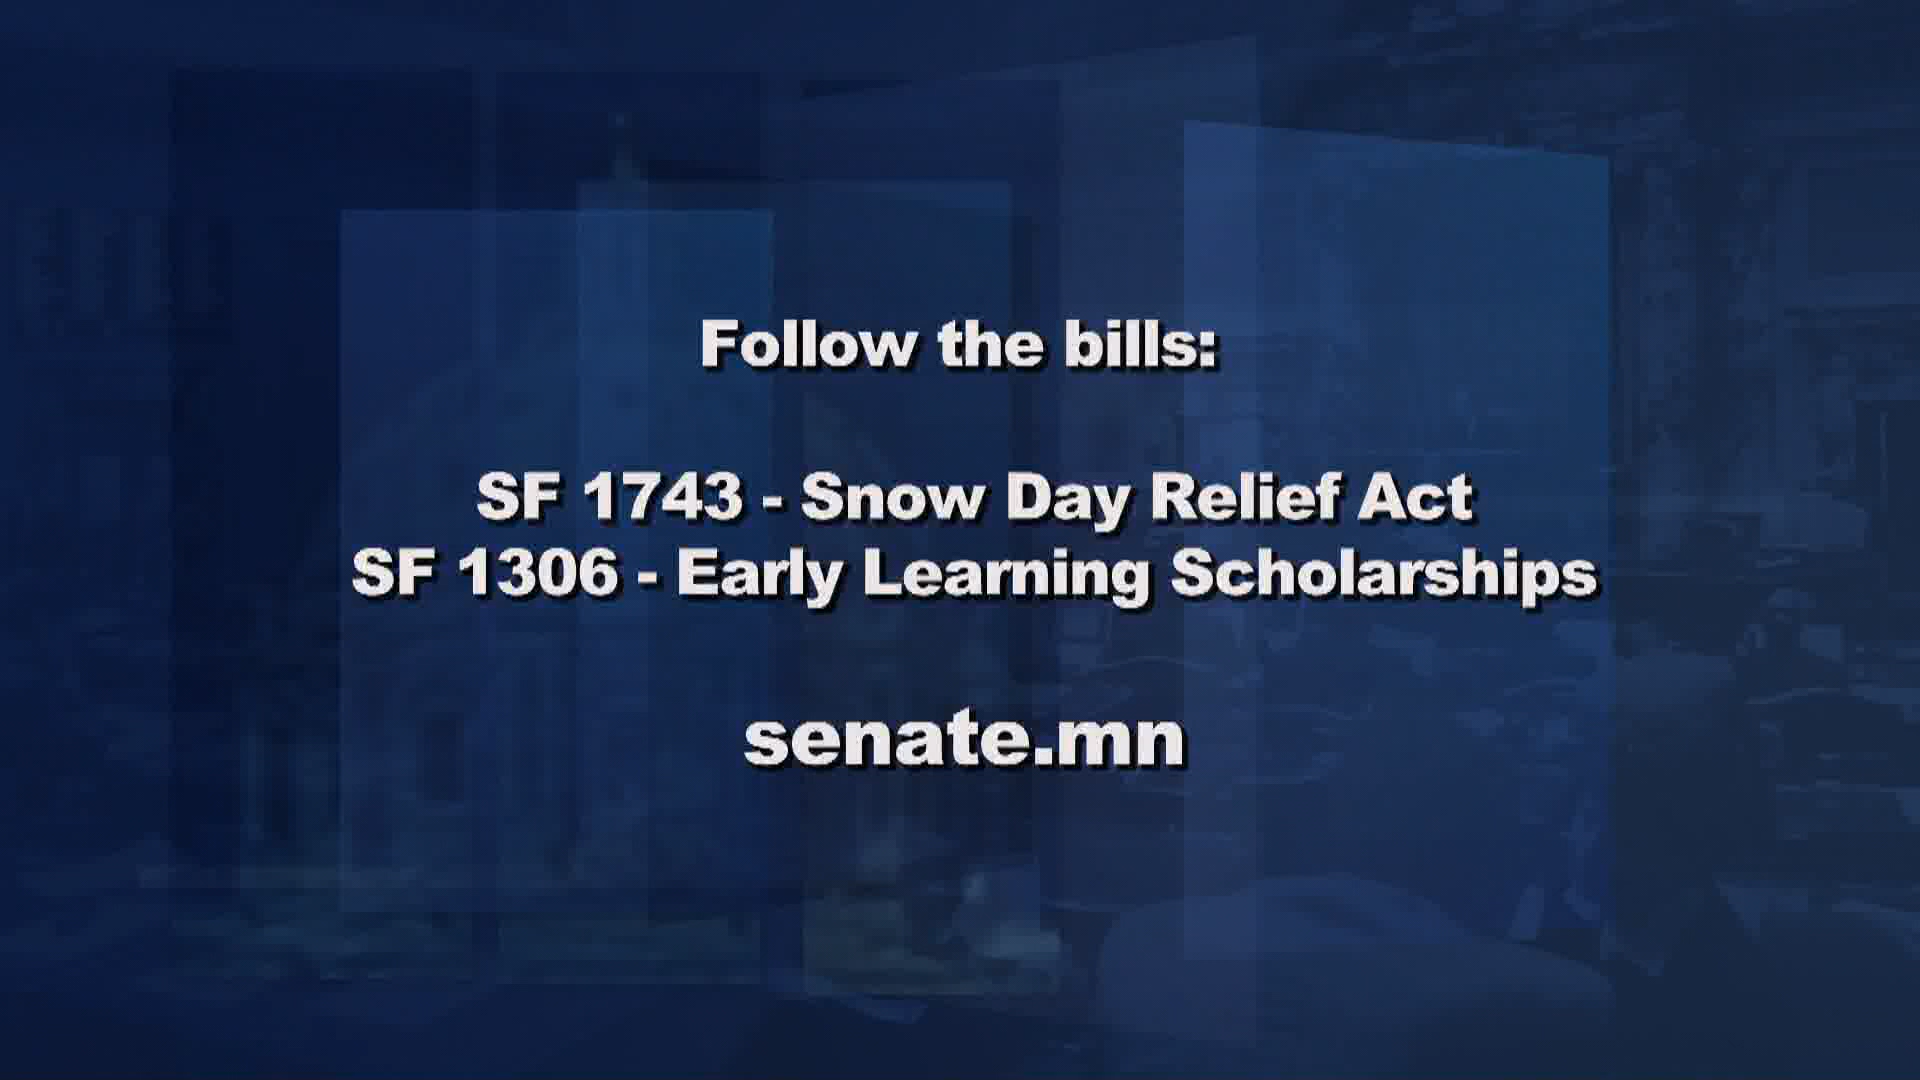 Follow the bills:
SF 1743 - Snow Day Relief Act
SF 1306 - Early Learning Scholarships
senate.mn